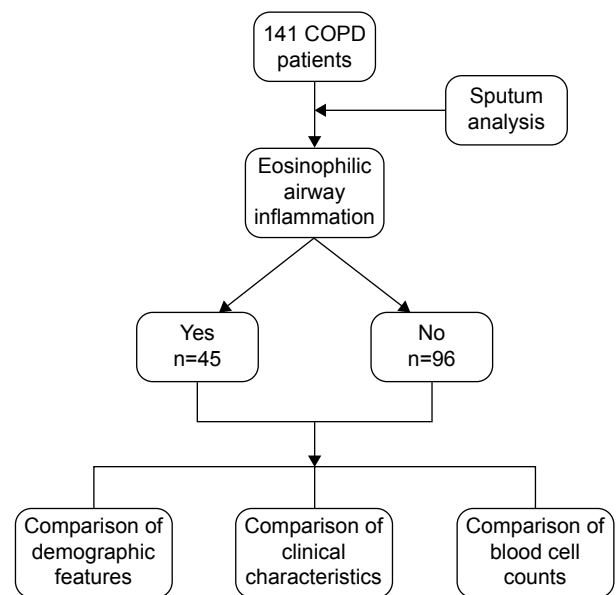 141 COPD
patients
Sputum
analysis
Eosinophilic
airway
inflammation
Yes
n=45
No
n=96
Comparison of
demographic
features
Comparison of
clinical
characteristics
Comparison of
blood cell
counts